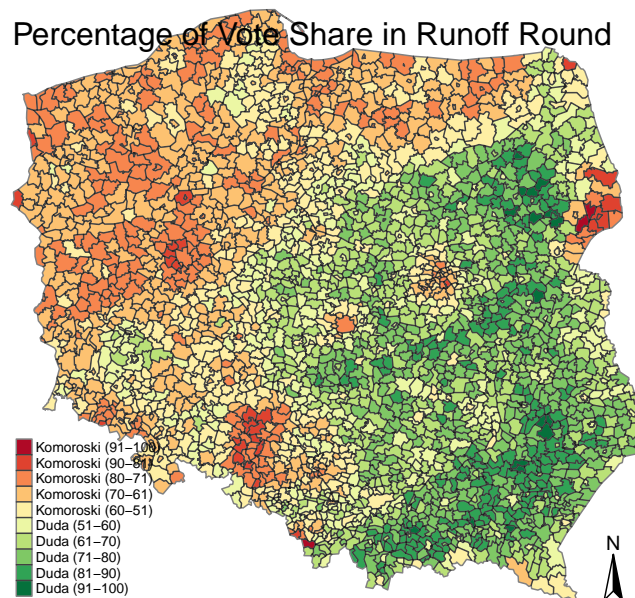 Percentage of Vote Share in Runoff Round
Komoroski (91–100)
Komoroski (90–81)
Komoroski (80–71)
Komoroski (70–61)
Komoroski (60–51)
Duda (51–60)
Duda (61–70)
Duda (71–80)
Duda (81–90)
Duda (91–100)
N